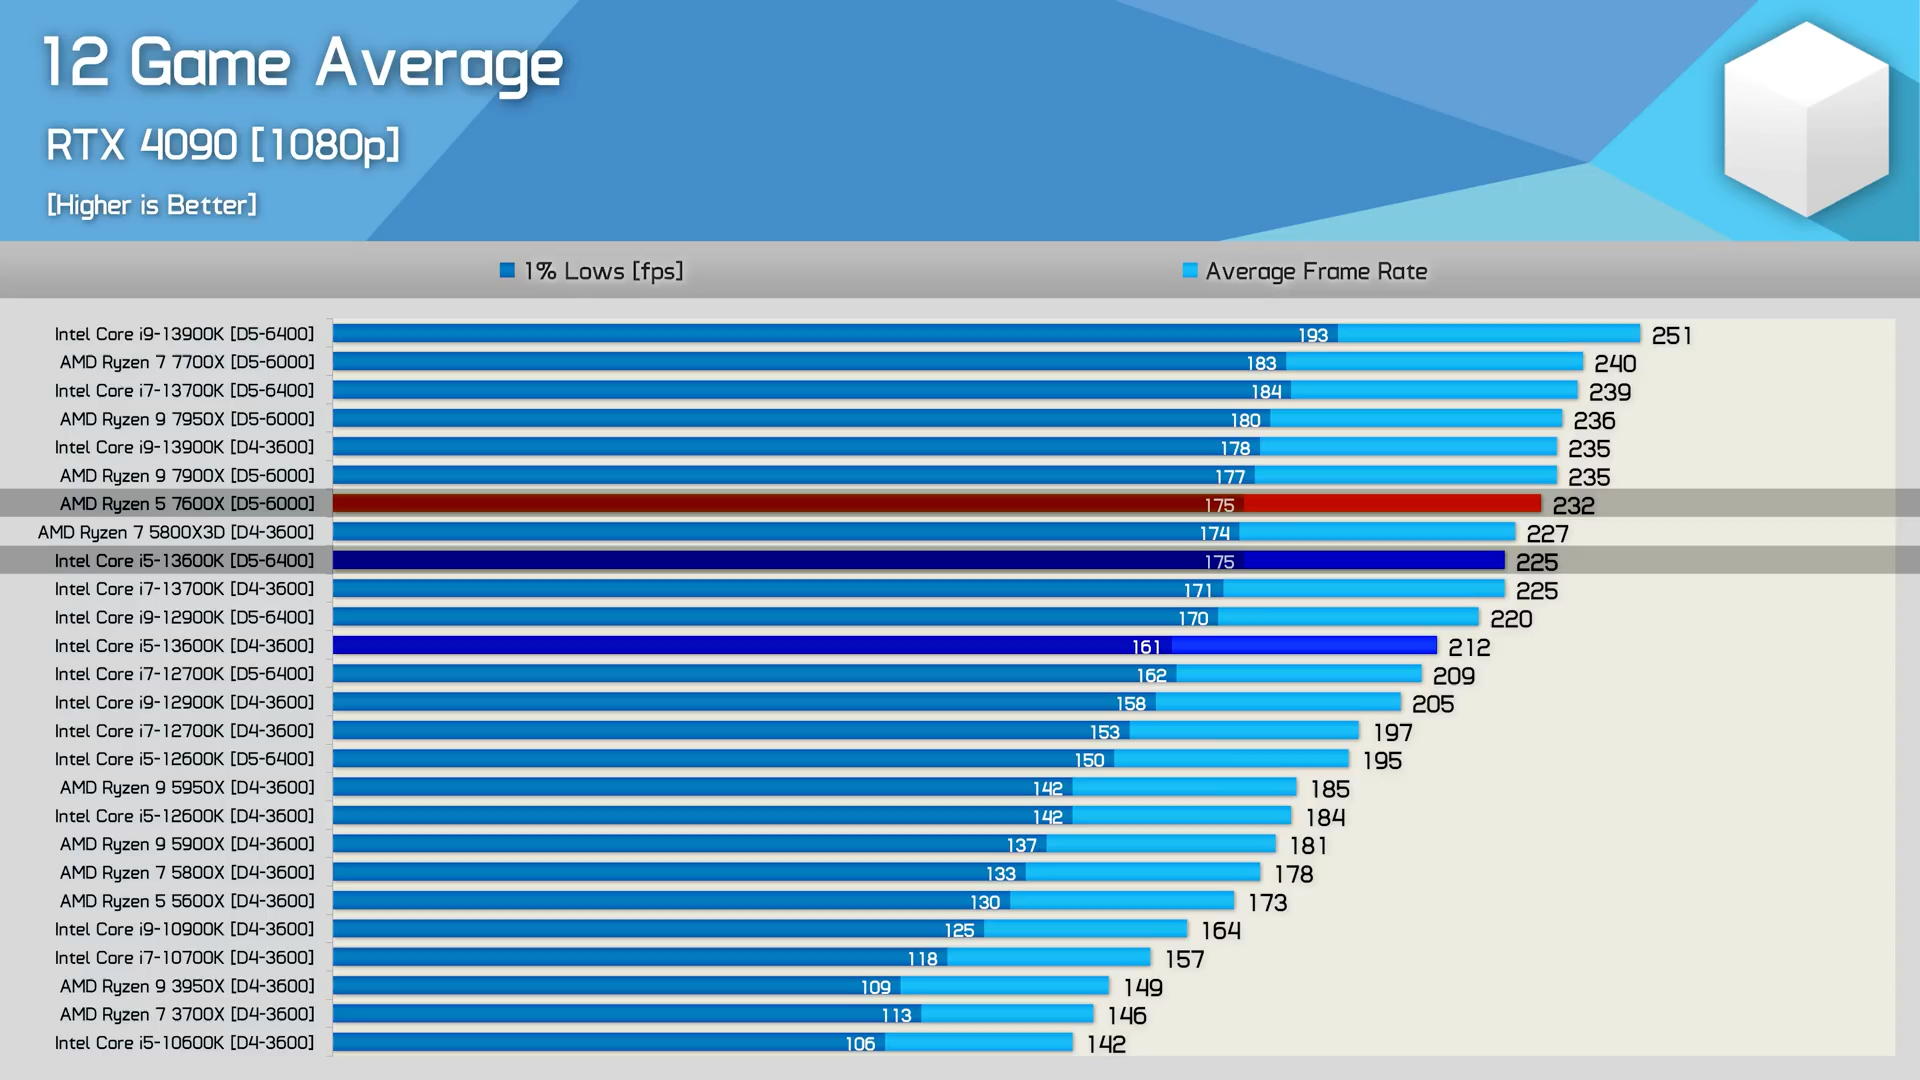 12 Game Average
RTX 4090 [1080p]
[Higher is Better]
1% Lows [fps] Average Frame Rate
Intel Core i9-13900K [D5-6400] 193 251
AMD Ryzen 7 7700X [D5-6000] 183 240
Intel Core i7-13700K [D5-6400] 184 239
AMD Ryzen 9 7950X [D5-6000] 180 236
Intel Core i9-13900K [D4-3600] 178 235
AMD Ryzen 9 7900X [D5-6000] 177 235
AMD Ryzen 5 7600X [D5-6000] 175 232
AMD Ryzen 7 5800X3D [D4-3600] 174 227
Intel Core i5-13600K [D5-6400] 175 225
Intel Core i7-13700K [D4-3600] 171 225
Intel Core i9-12900K [D5-6400] 170 220
Intel Core i5-13600K [D4-3600] 161 212
Intel Core i7-12700K [D5-6400] 162 209
Intel Core i9-12900K [D4-3600] 158 205
Intel Core i7-12700K [D4-3600] 153 197
Intel Core i5-12600K [D5-6400] 150 195
AMD Ryzen 9 5950X [D4-3600] 142 185
Intel Core i5-12600K [D4-3600] 142 184
AMD Ryzen 9 5900X [D4-3600] 137 181
AMD Ryzen 7 5800X [D4-3600] 133 178
AMD Ryzen 5 5600X [D4-3600] 130 173
Intel Core i9-10900K [D4-3600] 125 164
Intel Core i7-10700K [D4-3600] 118 157
AMD Ryzen 9 3950X [D4-3600] 109 149
AMD Ryzen 7 3700X [D4-3600] 113 146
Intel Core i5-10600K [D4-3600] 106 142